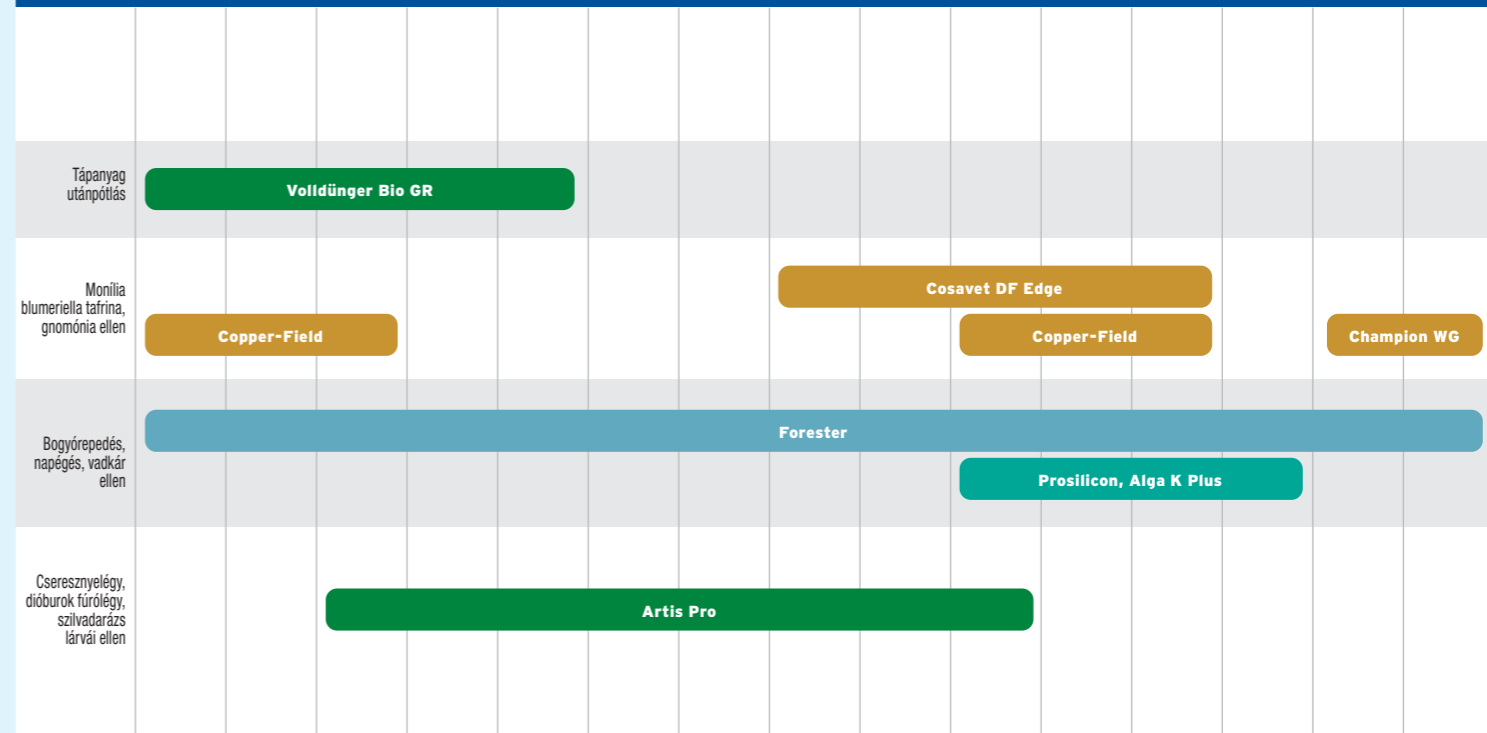 Tápanyag
utánpótlás
Volldünger Bio GR
Monília
blumeriella tafrina,
gnomónia ellen
Cosavet DF Edge
Copper-Field
Copper-Field
Champion WG
Bogyórepedés,
napégés, vadkár
ellen
Forester
Prosilicon, Alga K Plus
Cseresznyelégy,
dióburok fúrólégy,
szilvadarázs
lárvái ellen
Artis Pro